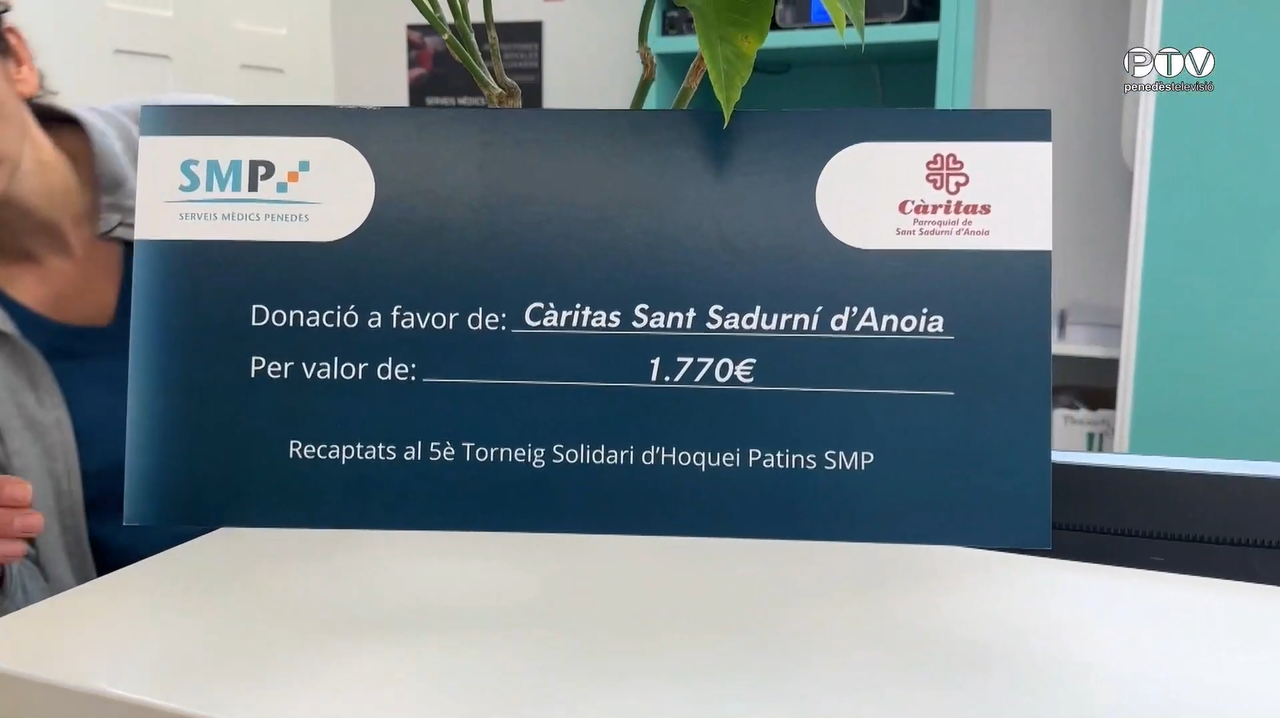 PTV
penedèstelevisió
SMP
SERVEIS MÈDICS PENEDÈS
Càritas
Parroquial de
Sant Sadurní d'Anoia
Donació a favor de: Càritas Sant Sadurní d'Anoia
Per valor de: 1.770€
Recaptats al 5è Torneig Solidari d'Hoquei Patins SMP